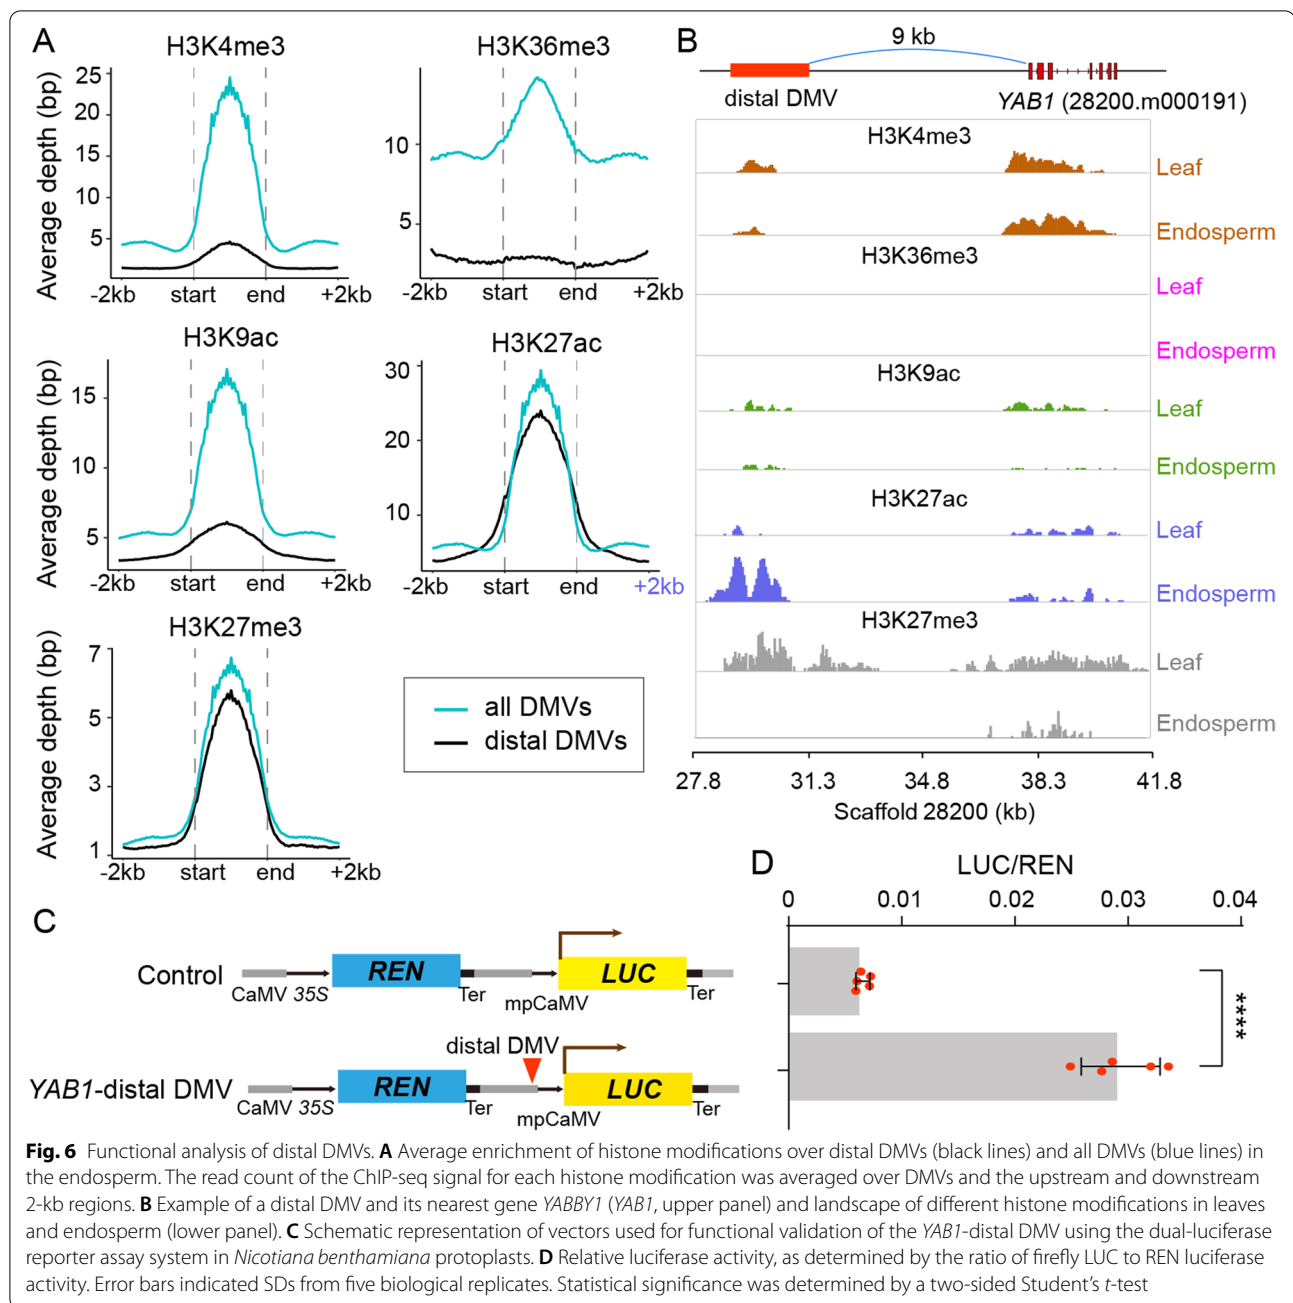 A
H3K4me3
Average depth (bp)
25
20
15
10
5
-2kb start end +2kb
H3K36me3
10
5
-2kb start end +2kb
H3K9ac
Average depth (bp)
15
10
5
-2kb start end +2kb
H3K27ac
30
20
10
-2kb start end +2kb
H3K27me3
Average depth (bp)
7
5
3
1
-2kb start end +2kb
all DMVs
distal DMVs
B
9 kb
distal DMV
YAB1 (28200.m000191)
H3K4me3
Leaf
Endosperm
H3K36me3
Leaf
Endosperm
H3K9ac
Leaf
Endosperm
H3K27ac
Leaf
Endosperm
H3K27me3
Leaf
Endosperm
27.8 31.3 34.8 38.3 41.8
Scaffold 28200 (kb)
C
Control
REN
LUC
CaMV 35S
Ter
mpCaMV
Ter
distal DMV
YAB1-distal DMV
REN
LUC
CaMV 35S
Ter
mpCaMV
Ter
D
LUC/REN
0 0.01 0.02 0.03 0.04
****
Fig. 6 Functional analysis of distal DMVs. A Average enrichment of histone modifications over distal DMVs (black lines) and all DMVs (blue lines) in
the endosperm. The read count of the ChIP-seq signal for each histone modification was averaged over DMVs and the upstream and downstream
2-kb regions. B Example of a distal DMV and its nearest gene YABBY1 (YAB1, upper panel) and landscape of different histone modifications in leaves
and endosperm (lower panel). C Schematic representation of vectors used for functional validation of the YAB1-distal DMV using the dual-luciferase
reporter assay system in Nicotiana benthamiana protoplasts. D Relative luciferase activity, as determined by the ratio of firefly LUC to REN luciferase
activity. Error bars indicated SDs from five biological replicates. Statistical significance was determined by a two-sided Student's t-test